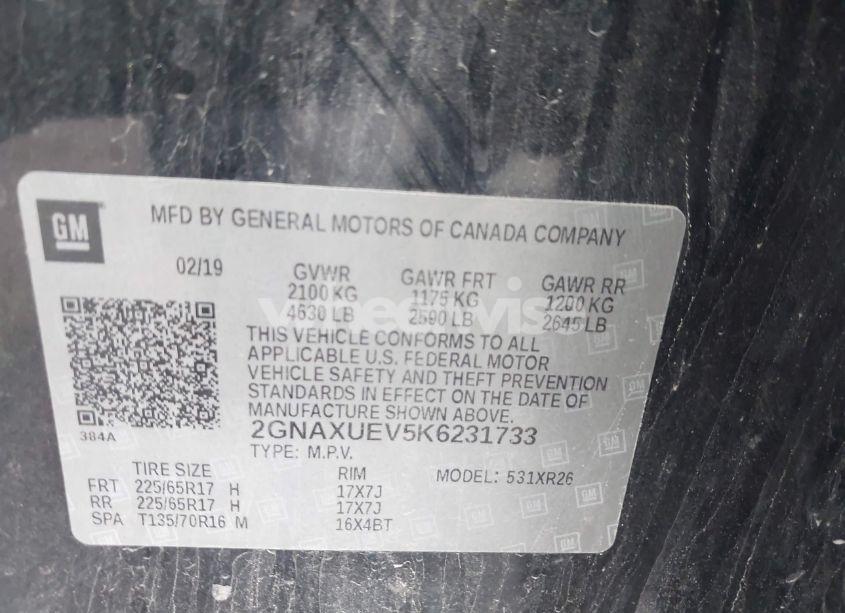 GM
MFD BY GENERAL MOTORS OF CANADA COMPANY
02/19 GVWR GAWR FRT GAWR RR
2100 KG 1175 KG 1200 KG
4630 LB 2590 LB 2645 LB
THIS VEHICLE CONFORMS TO ALL
APPLICABLE U.S. FEDERAL MOTOR
VEHICLE SAFETY AND THEFT PREVENTION
STANDARDS IN EFFECT ON THE DATE OF
MANUFACTURE SHOWN ABOVE.
384A
2GNAXUEV5K6231733
TYPE: M.P.V.
TIRE SIZE RIM MODEL: 531XR26
FRT 225/65R17 H 17X7J
RR 225/65R17 H 17X7J
SPA T135/70R16 M 16X4BT